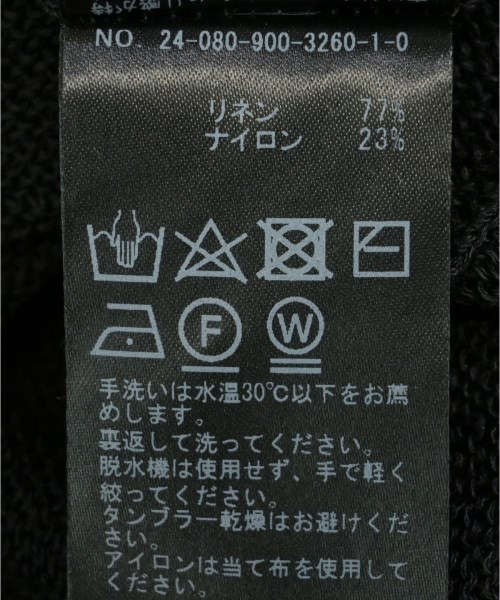 NO. 24-080-900-3260-1-0
リネン 77%
ナイロン 23%
F
W
手洗いは水温30℃以下をお薦
めします。
裏返して洗ってください。
脱水機は使用せず、手で軽く
絞ってください。
タンブラー乾燥はお避けくだ
さい。
アイロンは当て布を使用して
ください。